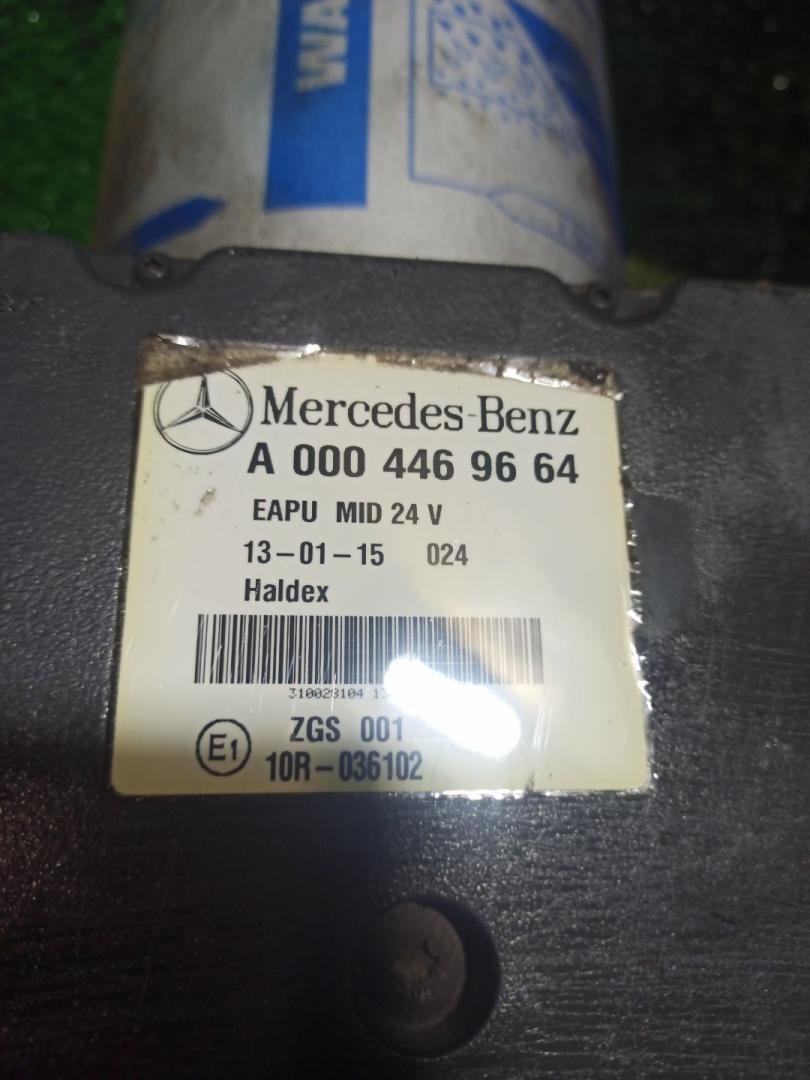 WA
Mercedes-Benz
A 000 446 96 64
EAPU MID 24 V
13-01-15 024
Haldex
310028104
ZGS 001
E1
10R-036102